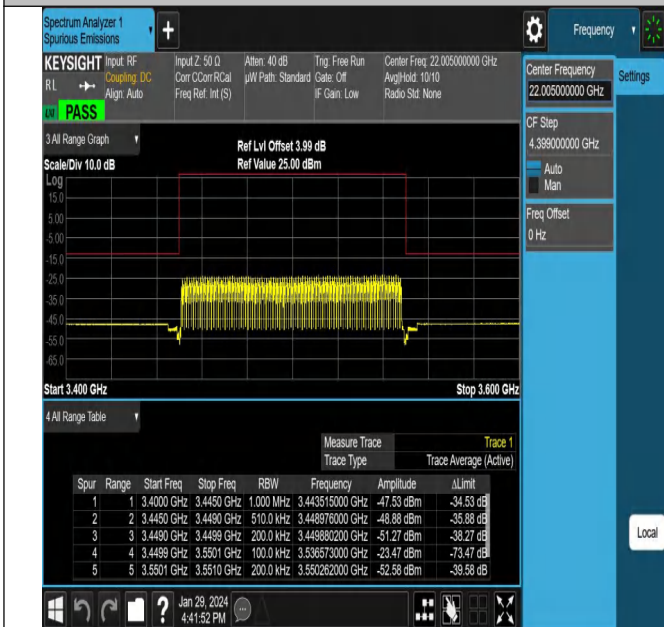 Spectrum Analyzer 1
Spurious Emissions
Frequency
KEYSIGHT
RL
PASS
Input: RF
Coupling: DC
Align: Auto
Input Z: 50 Ω
Corr CCorr RCal
Freq Ref: Int (S)
Atten: 40 dB
µW Path: Standard
Trig: Free Run
Gate: Off
IF Gain: Low
Center Freq: 22.005000000 GHz
Avg|Hold: 10/10
Radio Std: None
Center Frequency
22.005000000 GHz
Settings
CF Step
4.399000000 GHz
Auto
Man
Freq Offset
0 Hz
Local
3 All Range Graph
Scale/Div 10.0 dB
Ref Lvl Offset 3.99 dB
Ref Value 25.00 dBm
Log
15.0
5.00
-5.00
-15.0
-25.0
-35.0
-45.0
-55.0
-65.0
Start 3.400 GHz
Stop 3.600 GHz
4 All Range Table
Measure Trace Trace 1
Trace Type Trace Average (Active)
Spur Range Start Freq Stop Freq RBW Frequency Amplitude ΔLimit
1 1 3.4000 GHz 3.4450 GHz 1.000 MHz 3.443515000 GHz -47.53 dBm -34.53 dB
2 2 3.4450 GHz 3.4490 GHz 510.0 kHz 3.448976000 GHz -48.88 dBm -35.88 dB
3 3 3.4490 GHz 3.4499 GHz 200.0 kHz 3.449880200 GHz -51.27 dBm -38.27 dB
4 4 3.4499 GHz 3.5501 GHz 100.0 kHz 3.536573000 GHz -23.47 dBm -73.47 dB
5 5 3.5501 GHz 3.5510 GHz 200.0 kHz 3.550262000 GHz -52.58 dBm -39.58 dB
Jan 29, 2024
4:41:52 PM